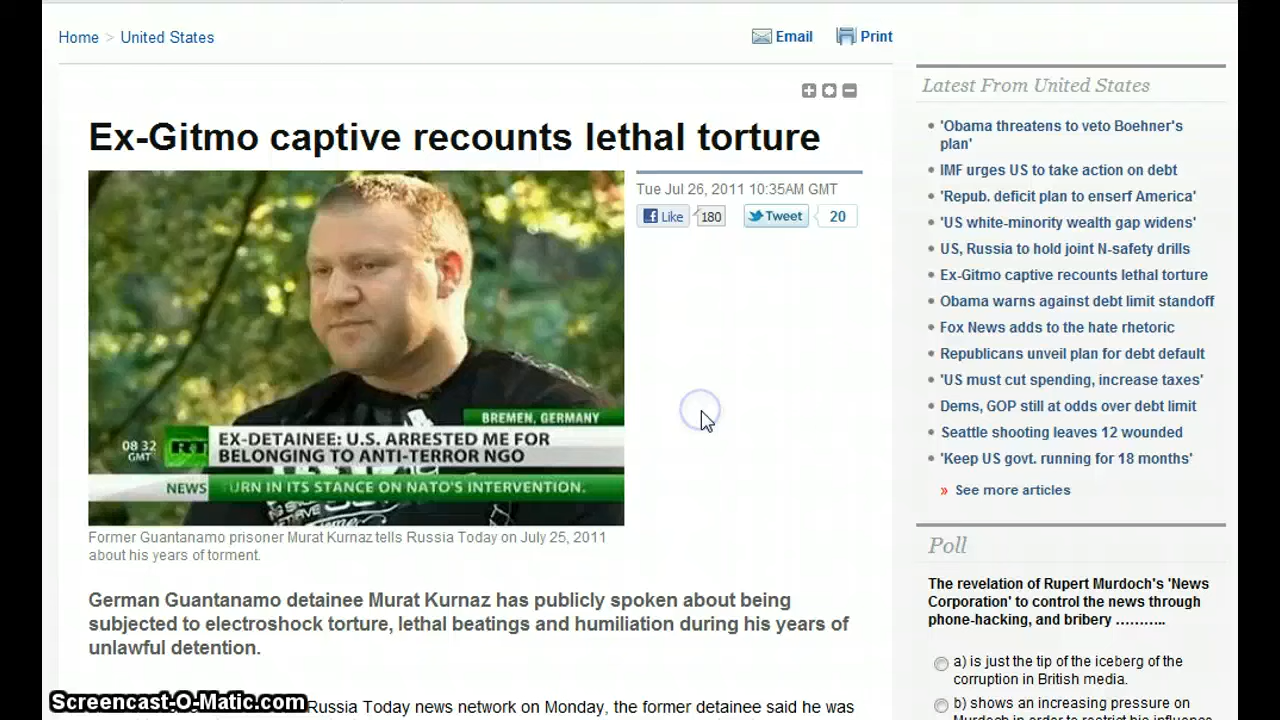 Home > United States
Email Print
Ex-Gitmo captive recounts lethal torture
Tue Jul 26, 2011 10:35AM GMT
Like 180 Tweet 20
BREMEN, GERMANY
08 32
GMT
RT
EX-DETAINEE: U.S. ARRESTED ME FOR
BELONGING TO ANTI-TERROR NGO
NEWS URN IN ITS STANCE ON NATO'S INTERVENTION.
Former Guantanamo prisoner Murat Kurnaz tells Russia Today on July 25, 2011
about his years of torment.
German Guantanamo detainee Murat Kurnaz has publicly spoken about being
subjected to electroshock torture, lethal beatings and humiliation during his years of
unlawful detention.
Russia Today news network on Monday, the former detainee said he was
Screencast-O-Matic.com
Latest From United States
'Obama threatens to veto Boehner's
plan'
IMF urges US to take action on debt
'Repub. deficit plan to enserf America'
'US white-minority wealth gap widens'
US, Russia to hold joint N-safety drills
Ex-Gitmo captive recounts lethal torture
Obama warns against debt limit standoff
Fox News adds to the hate rhetoric
Republicans unveil plan for debt default
'US must cut spending, increase taxes'
Dems, GOP still at odds over debt limit
Seattle shooting leaves 12 wounded
'Keep US govt. running for 18 months'
» See more articles
Poll
The revelation of Rupert Murdoch's 'News
Corporation' to control the news through
phone-hacking, and bribery ………..
a) is just the tip of the iceberg of the
corruption in British media.
b) shows an increasing pressure on
Murdoch in order to restrict his influence